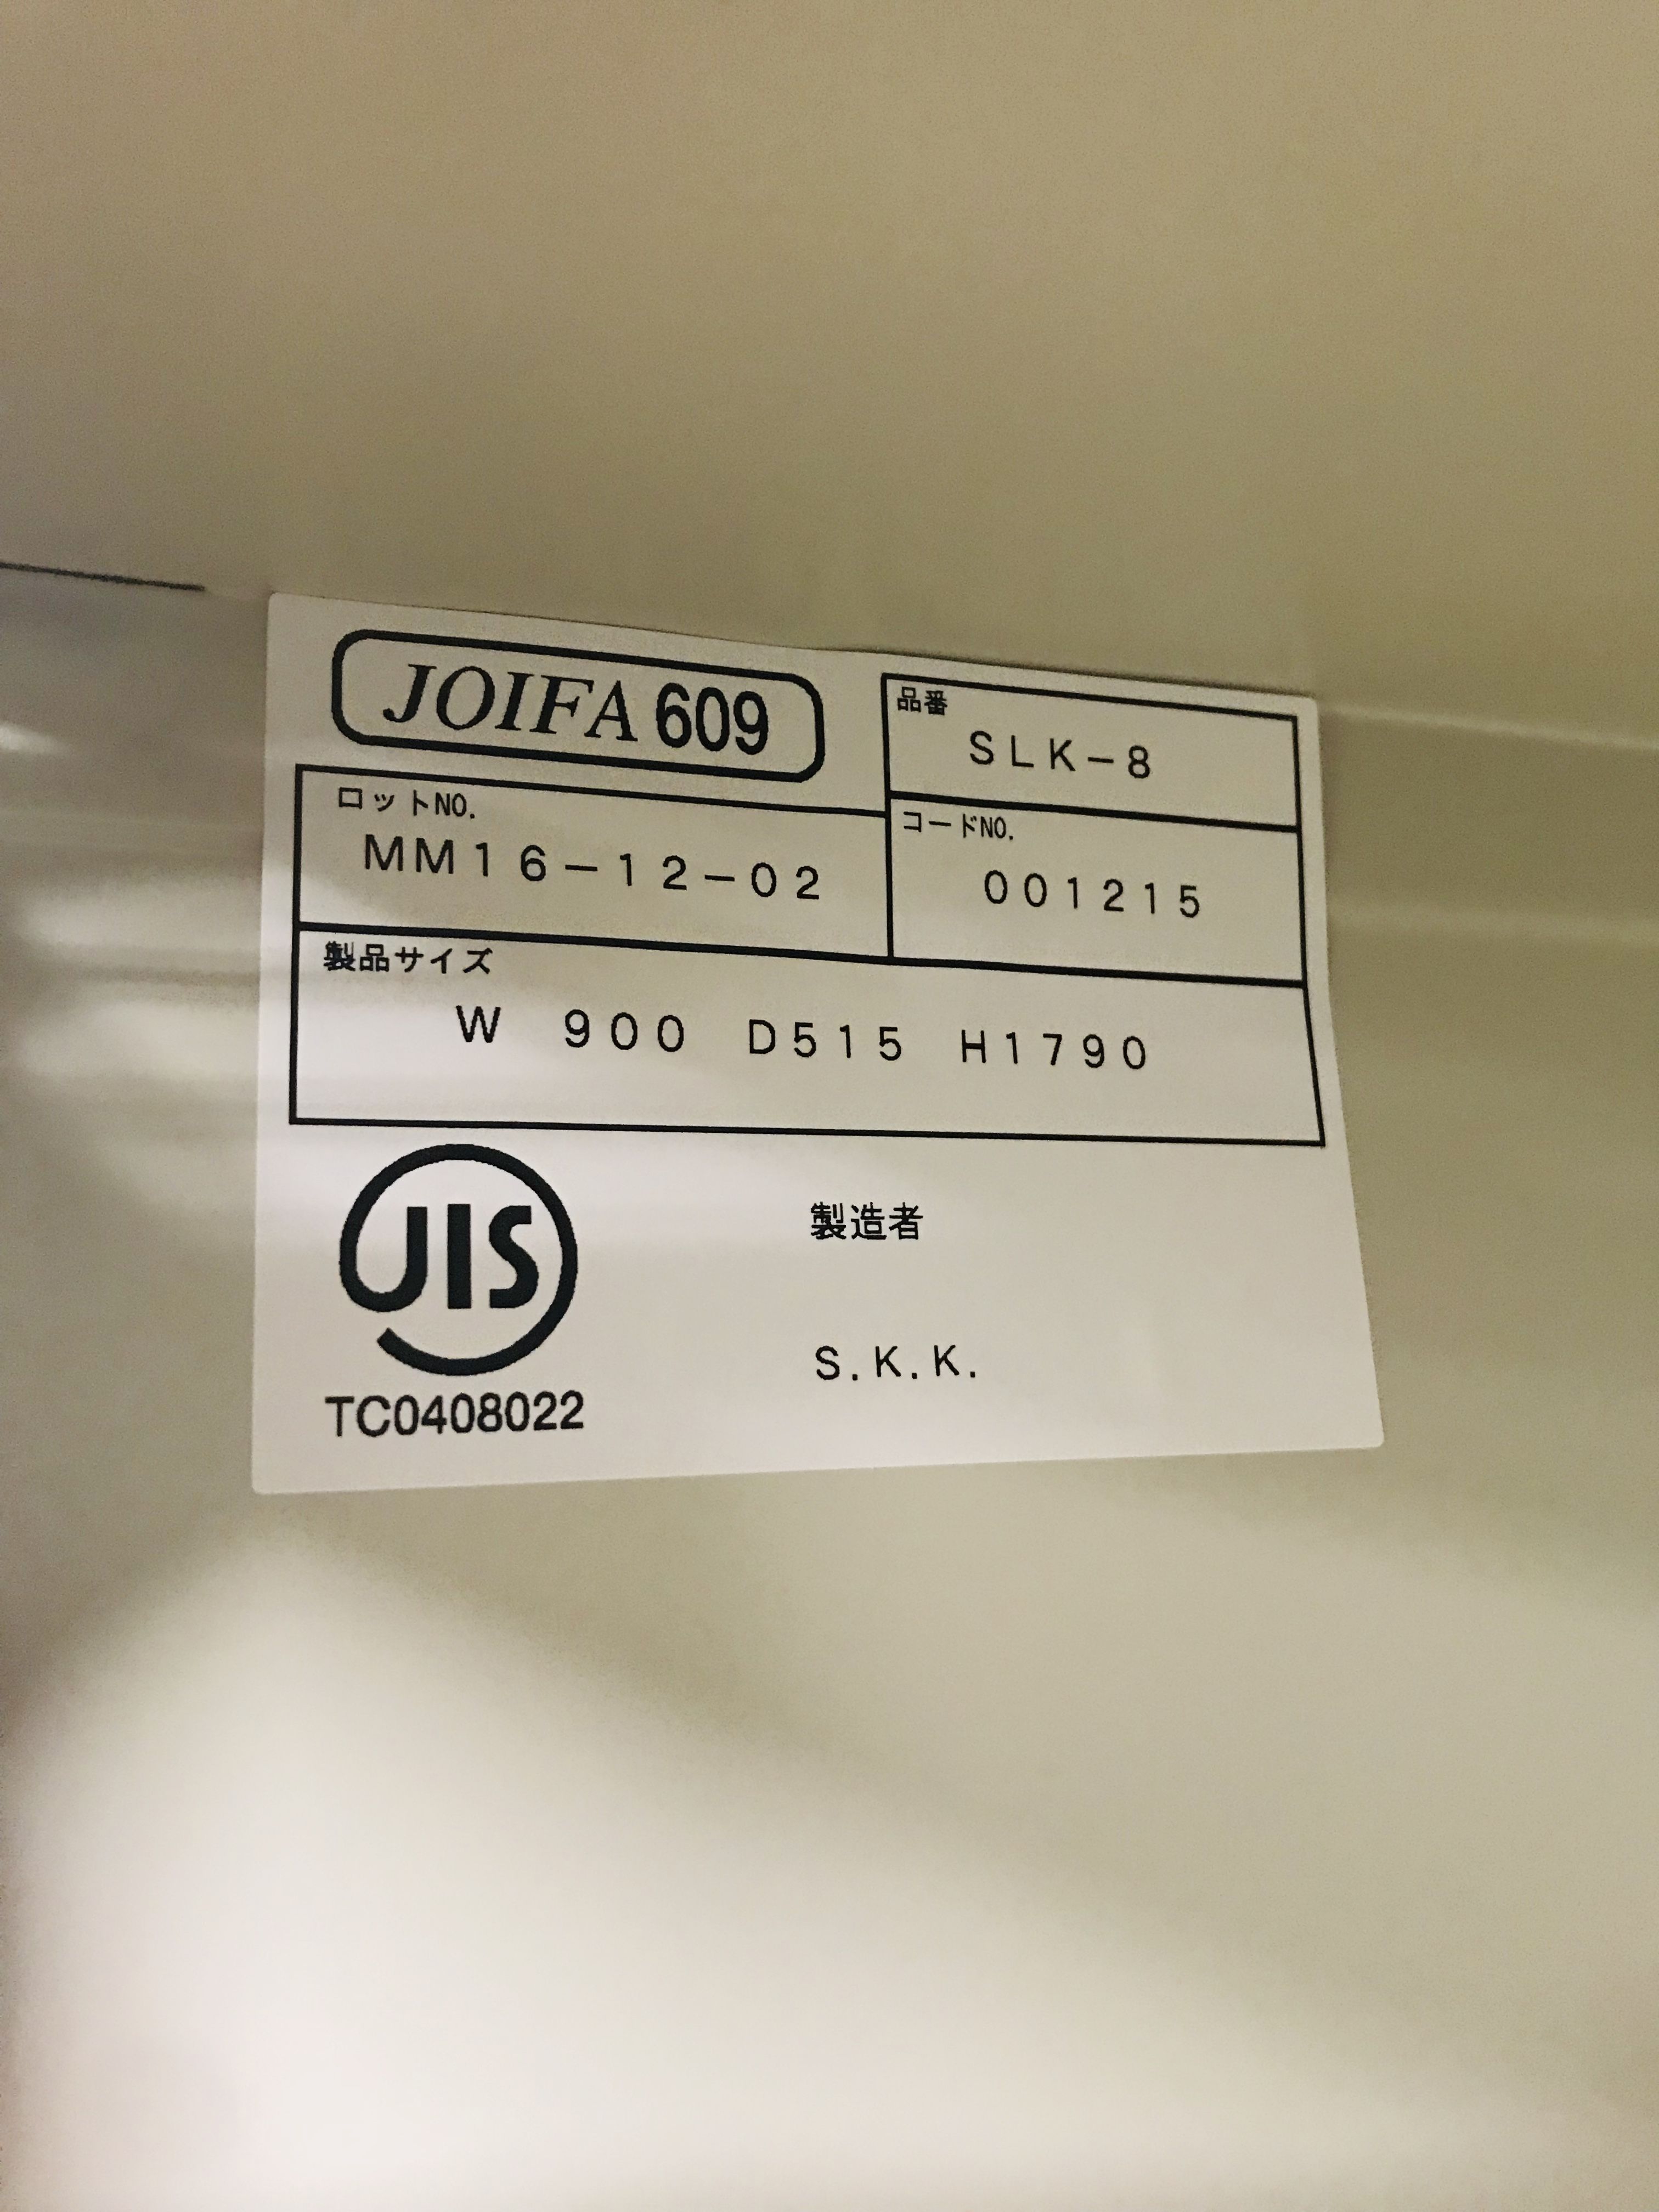 JOIFA 609
品番
SLK-8
ロットNO.
MM16-12-02
コードNO.
001215
製品サイズ
W 900 D515 H1790
JIS
TC0408022
製造者
S.K.K.